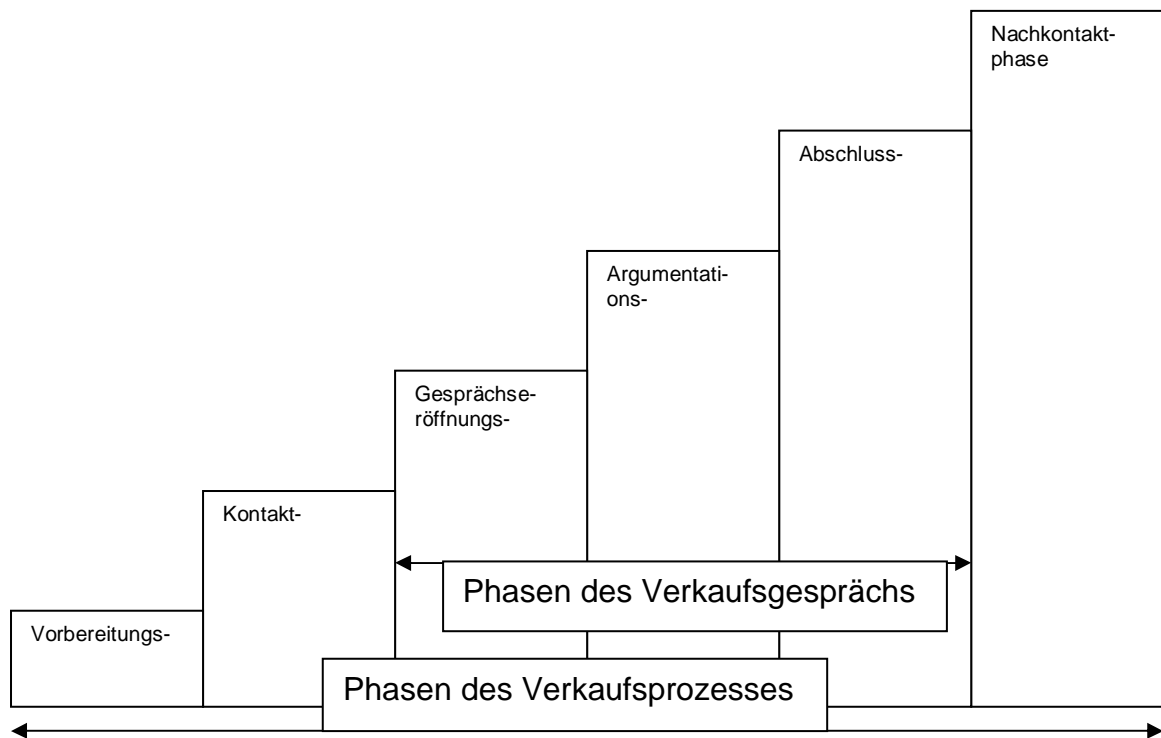 Nachkontakt-
phase
Abschluss-
Argumentati-
ons-
Gesprächse-
röffnungs-
Kontakt-
Phasen des Verkaufsgesprächs
Vorbereitungs-
Phasen des Verkaufsprozesses